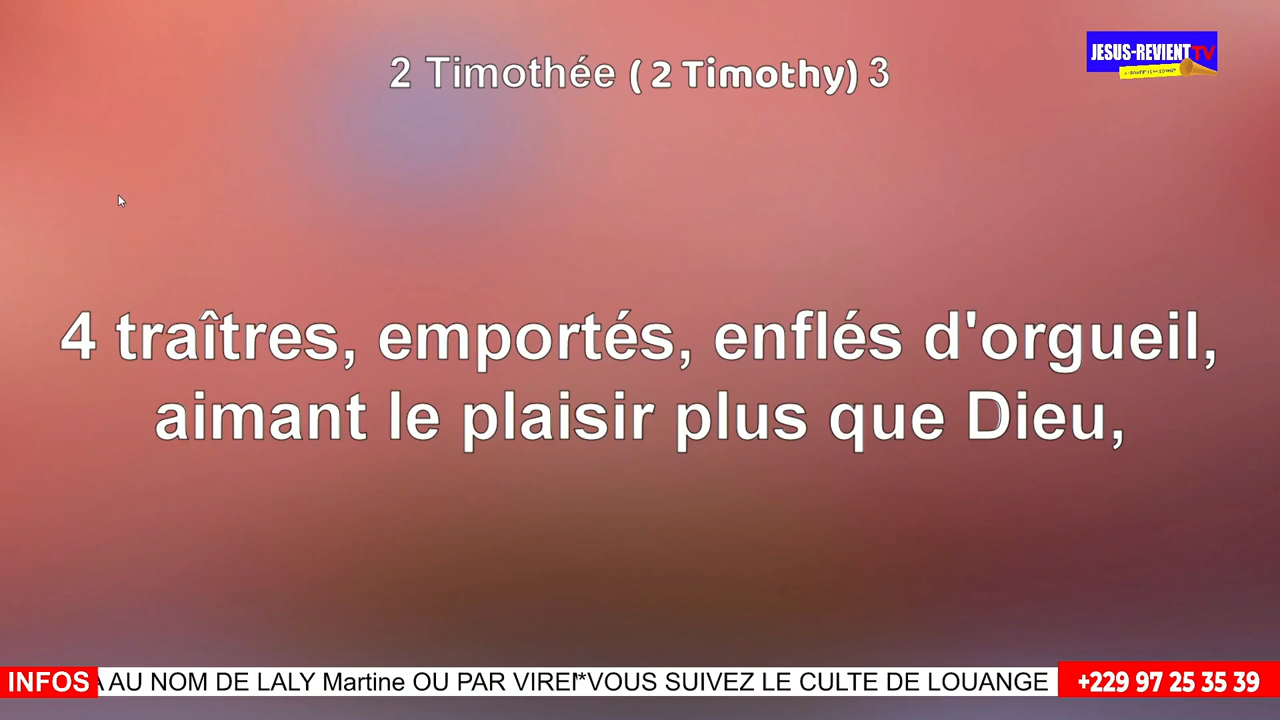 2 Timothée ( 2 Timothy) 3
JESUS-REVIENT TV
4 traîtres, emportés, enflés d'orgueil,
aimant le plaisir plus que Dieu,
INFOS
AU NOM DE LALY Martine OU PAR VIREM
*VOUS SUIVEZ LE CULTE DE LOUANGE
+229 97 25 35 39